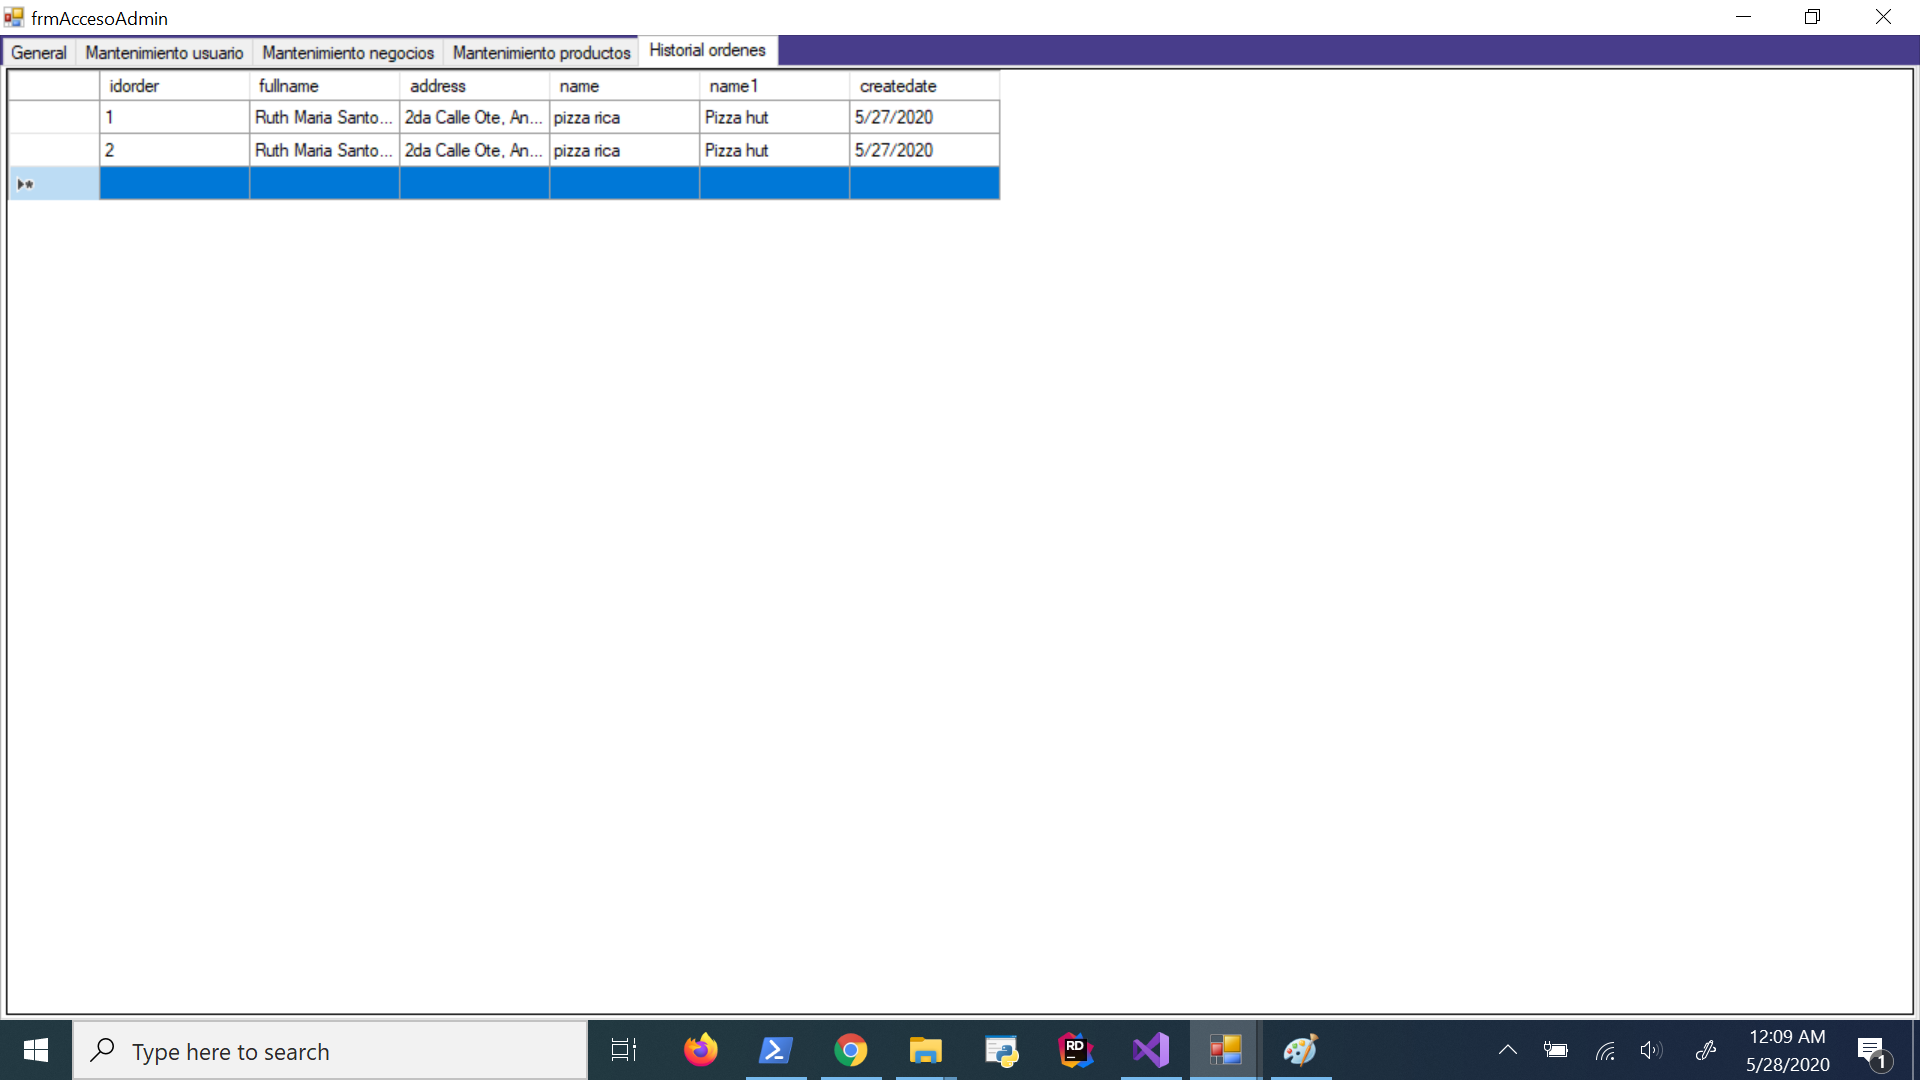 frmAccesoAdmin
General Mantenimiento usuario Mantenimiento negocios Mantenimiento productos Historial ordenes
idorder fullname address name name1 createdate
1 Ruth Maria Santo... 2da Calle Ote, An... pizza rica Pizza hut 5/27/2020
2 Ruth Maria Santo... 2da Calle Ote, An... pizza rica Pizza hut 5/27/2020
Type here to search
RD
12:09 AM
5/28/2020
1